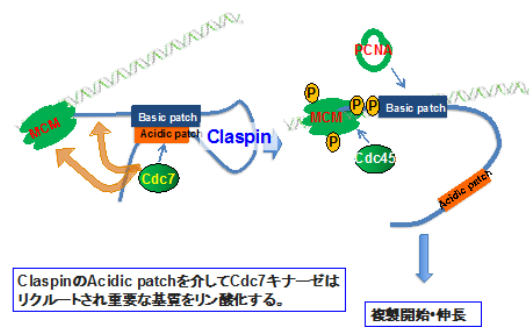 MCM
Basic patch
Acidic patch
Claspin
Cdc7
PCNA
P
P
P
MCM
Basic patch
P
Cdc45
Acidic patch
ClaspinのAcidic patchを介してCdc7キナーゼは
リクルートされ重要な基質をリン酸化する。
複製開始・伸長